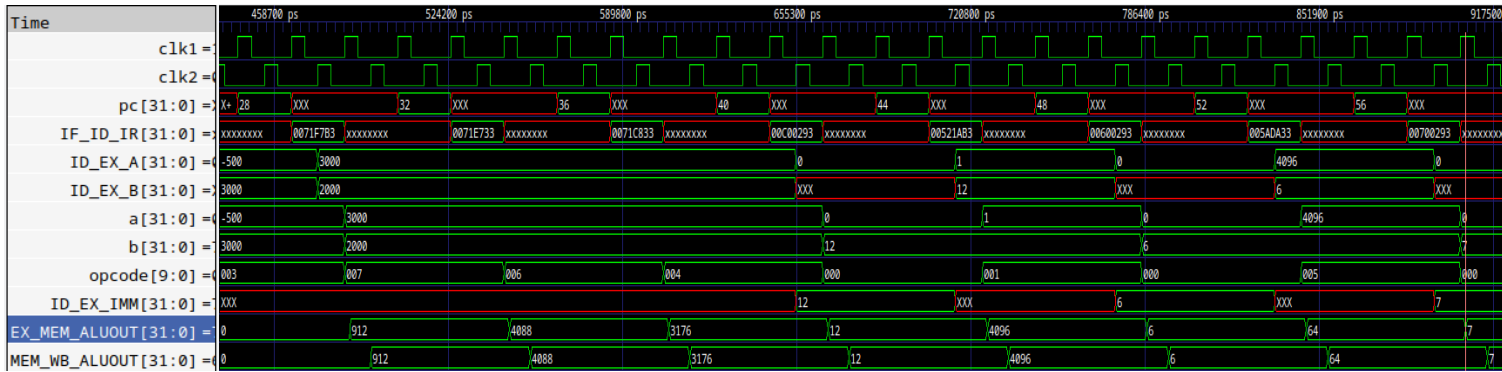 Time 458700 ps 524200 ps 589800 ps 655300 ps 720800 ps 786400 ps 851900 ps 917500
clk1 =
clk2 =
pc[31:0] = X+ 28 XXX 32 XXX 36 XXX 40 XXX 44 XXX 48 XXX 52 XXX 56 XXX
IF_ID_IR[31:0] = xxxxxxxx 0071F7B3 xxxxxxxx 0071E733 xxxxxxxx 0071C833 xxxxxxxx 00C00293 xxxxxxxx 00521AB3 xxxxxxxx 00600293 xxxxxxxx 005ADA33 xxxxxxxx 00700293 xxxxxxxx
ID_EX_A[31:0] = -500 3000 0 1 0 4096 0
ID_EX_B[31:0] = 3000 2000 XXX 12 XXX 6 XXX
a[31:0] = -500 3000 0 1 0 4096 0
b[31:0] = 3000 2000 12 6 7
opcode[9:0] = 003 007 006 004 000 001 000 005 000
ID_EX_IMM[31:0] = XXX 12 XXX 6 XXX 7
EX_MEM_ALUOUT[31:0] = 0 912 4088 3176 12 4096 6 64 7
MEM_WB_ALUOUT[31:0] = 0 912 4088 3176 12 4096 6 64 7